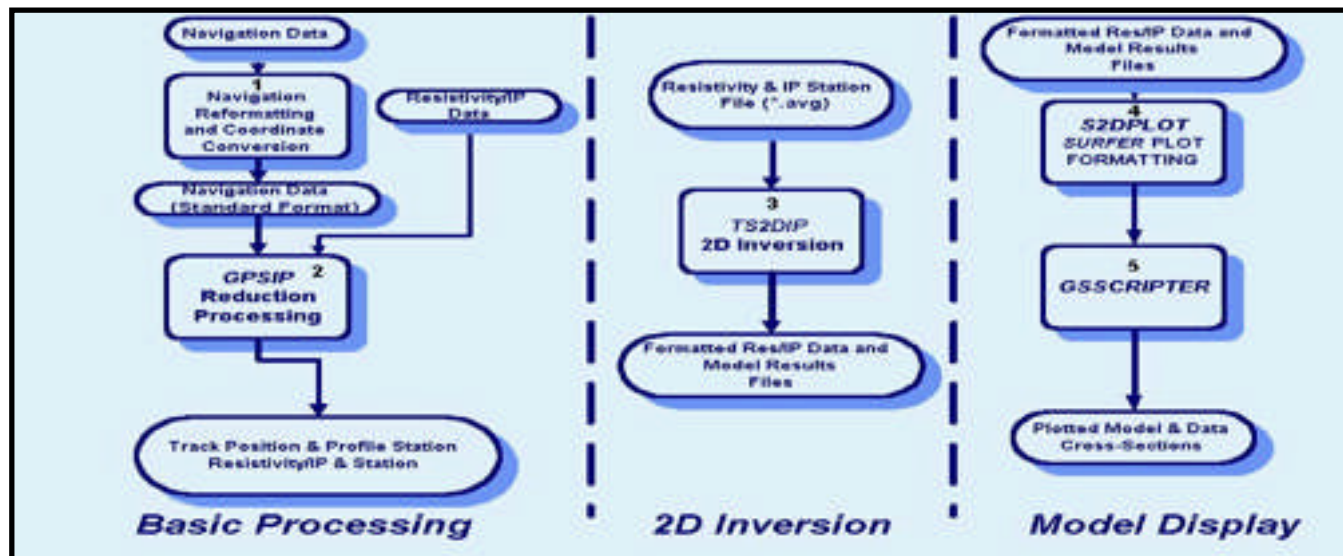 Navigation Data
1
Navigation
Reformatting
and Coordinate
Conversion
Resistivity/IP
Data
Navigation Data
(Standard Format)
GPSIP 2
Reduction
Processing
Track Position & Profile Station
Resistivity/IP & Station
Basic Processing
Resistivity & IP Station
File (*.avg)
3
TS2DIP
2D Inversion
Formatted Res/IP Data and
Model Results
Files
2D Inversion
Formatted Res/IP Data and
Model Results
Files
4
S2DPLOT
SURFER PLOT
FORMATTING
5
GSSCRIPTER
Plotted Model & Data
Cross-Sections
Model Display